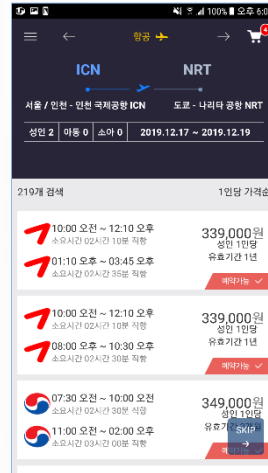 100% 오후 6:0
항공
4
ICN NRT
서울 / 인천 - 인천 국제공항 ICN 도쿄 - 나리타 공항 NRT
성인 2 아동 0 소아 0 2019.12.17 ~ 2019.12.19
219개 검색 1인당 가격순
10:00 오전 ~ 12:10 오후 339,000원
소요시간 02시간 10분 직항 성인 1인당
01:10 오후 ~ 03:45 오후 유효기간 1년
소요시간 02시간 35분 직항 예약가능
10:00 오전 ~ 12:10 오후 339,000원
소요시간 02시간 10분 직항 성인 1인당
08:00 오후 ~ 10:30 오후 유효기간 1년
소요시간 02시간 30분 직항 예약가능
07:30 오전 ~ 10:00 오전 349,000원
소요시간 02시간 30분 직항 성인 1인당
11:00 오전 ~ 02:00 오후 유효기
소요시간 03시간 00분 직항 SKIP